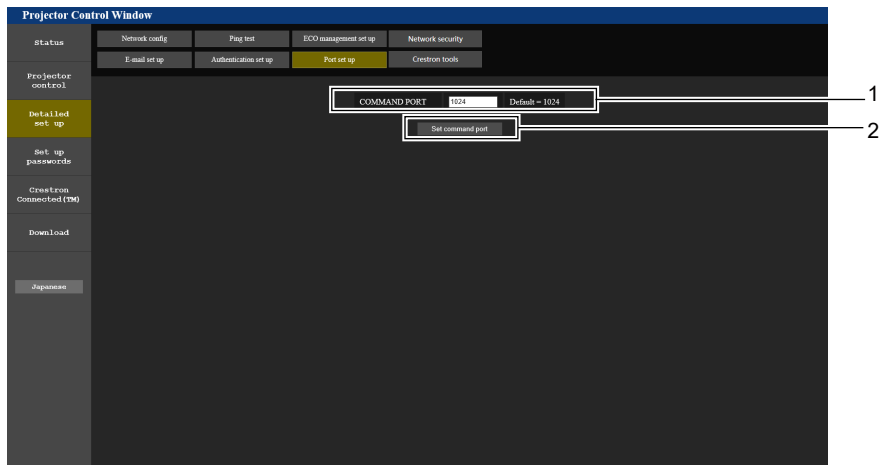 Projector Control Window
Status
Projector
control
Detailed
set up
Set up
passwords
Crestron
Connected(TM)
Download
Japanese
Network config
Ping test
ECO management set up
Network security
E-mail set up
Authentication set up
Port set up
Crestron tools
COMMAND PORT 1024 Default = 1024
1
Set command port
2